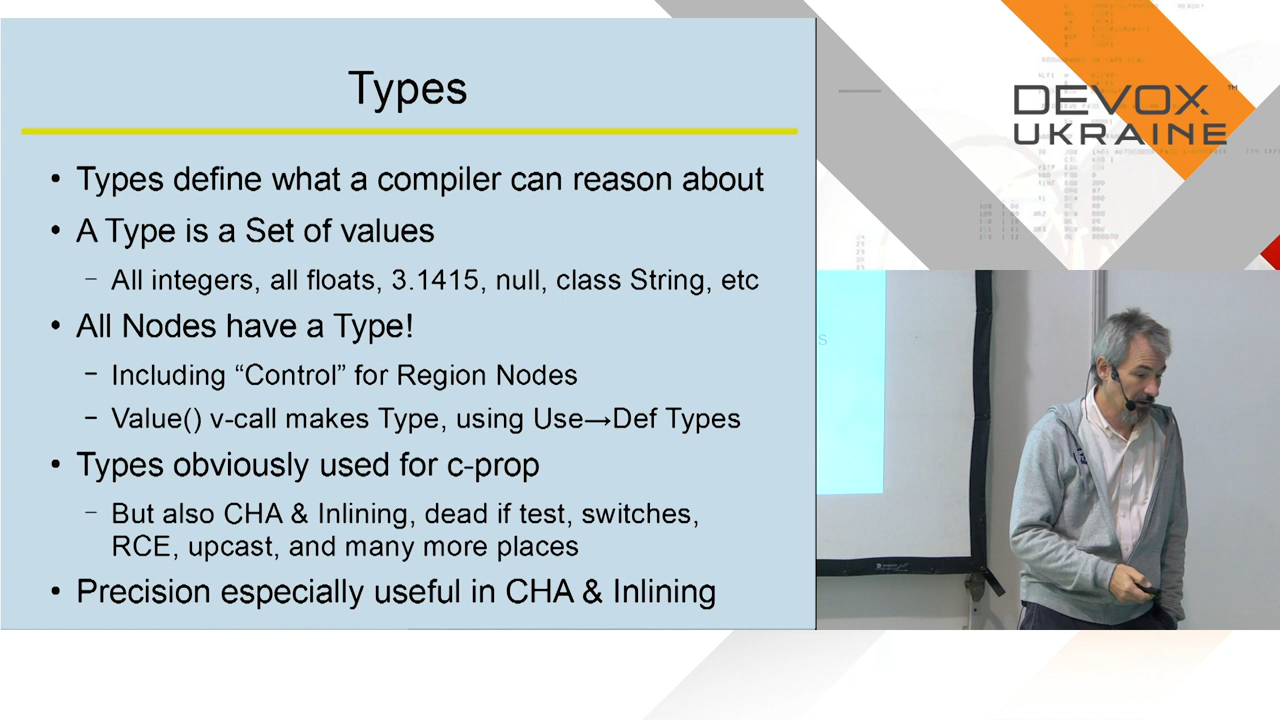 Types
• Types define what a compiler can reason about
• A Type is a Set of values
– All integers, all floats, 3.1415, null, class String, etc
• All Nodes have a Type!
– Including “Control” for Region Nodes
– Value() v-call makes Type, using Use→Def Types
• Types obviously used for c-prop
– But also CHA & Inlining, dead if test, switches,
RCE, upcast, and many more places
• Precision especially useful in CHA & Inlining
DEVOX™
UKRAINE
s